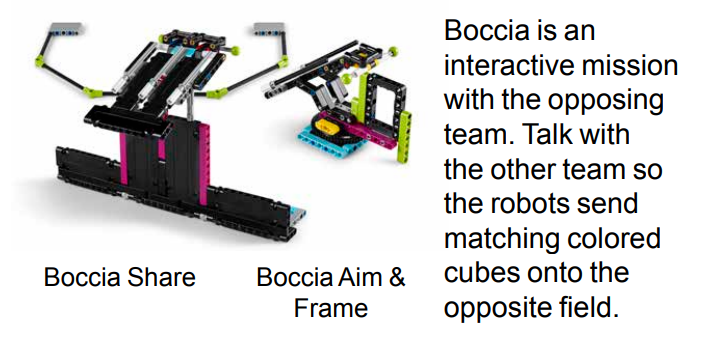 Boccia is an
interactive mission
with the opposing
team. Talk with
the other team so
the robots send
matching colored
cubes onto the
opposite field.
Boccia Share
Boccia Aim &
Frame